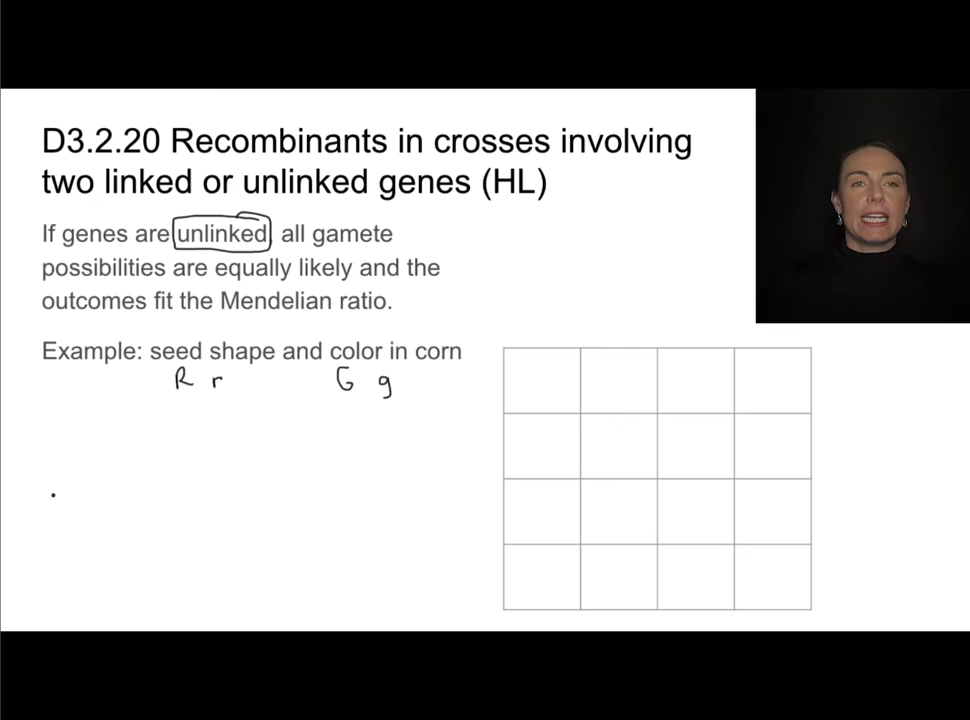 D3.2.20 Recombinants in crosses involving
two linked or unlinked genes (HL)
If genes are unlinked, all gamete
possibilities are equally likely and the
outcomes fit the Mendelian ratio.
Example: seed shape and color in corn
R r G g